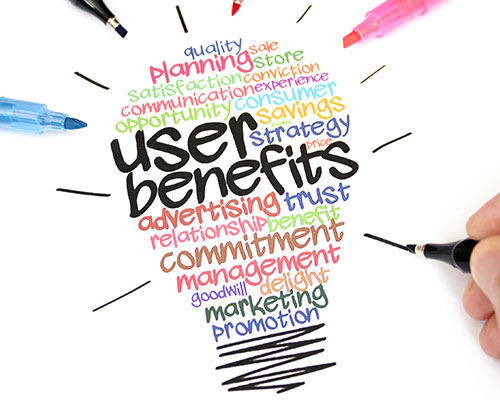 quality sale
planning store
satisfaction conviction
communication experience
opportunity consumer
savings
user strategy
price
benefits
advertising trust
relationship benefit
commitment
management
goodwill delight
marketing
promotion